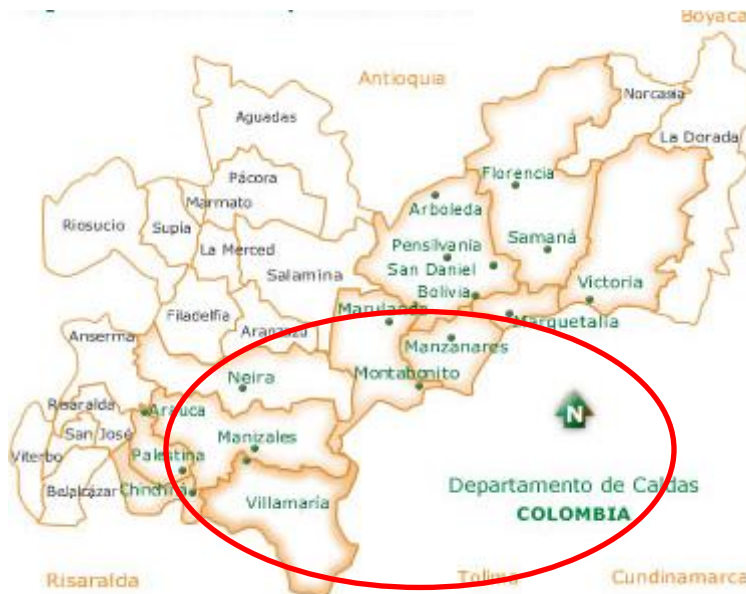 Boyaca
Antioquia
Norcasia
Aguadas
La Dorada
Pácora
Florencia
Marmato
Arboleda
Riosucio
Supia
Pensilvania
Samaná
La Merced
San Daniel
Salamina
Bolivia
Victoria
Filadelfia
Marulanda
Marquetalia
Anserma
Aranzazu
Manzanares
Neira
Montebonito
Risaralda
Arauca
N
San José
Manizales
Viterbo
Palestina
Belalcázar
Chinchiná
Villamaría
Departamento de Caldas
COLOMBIA
Risaralda
Tolima
Cundinamarca